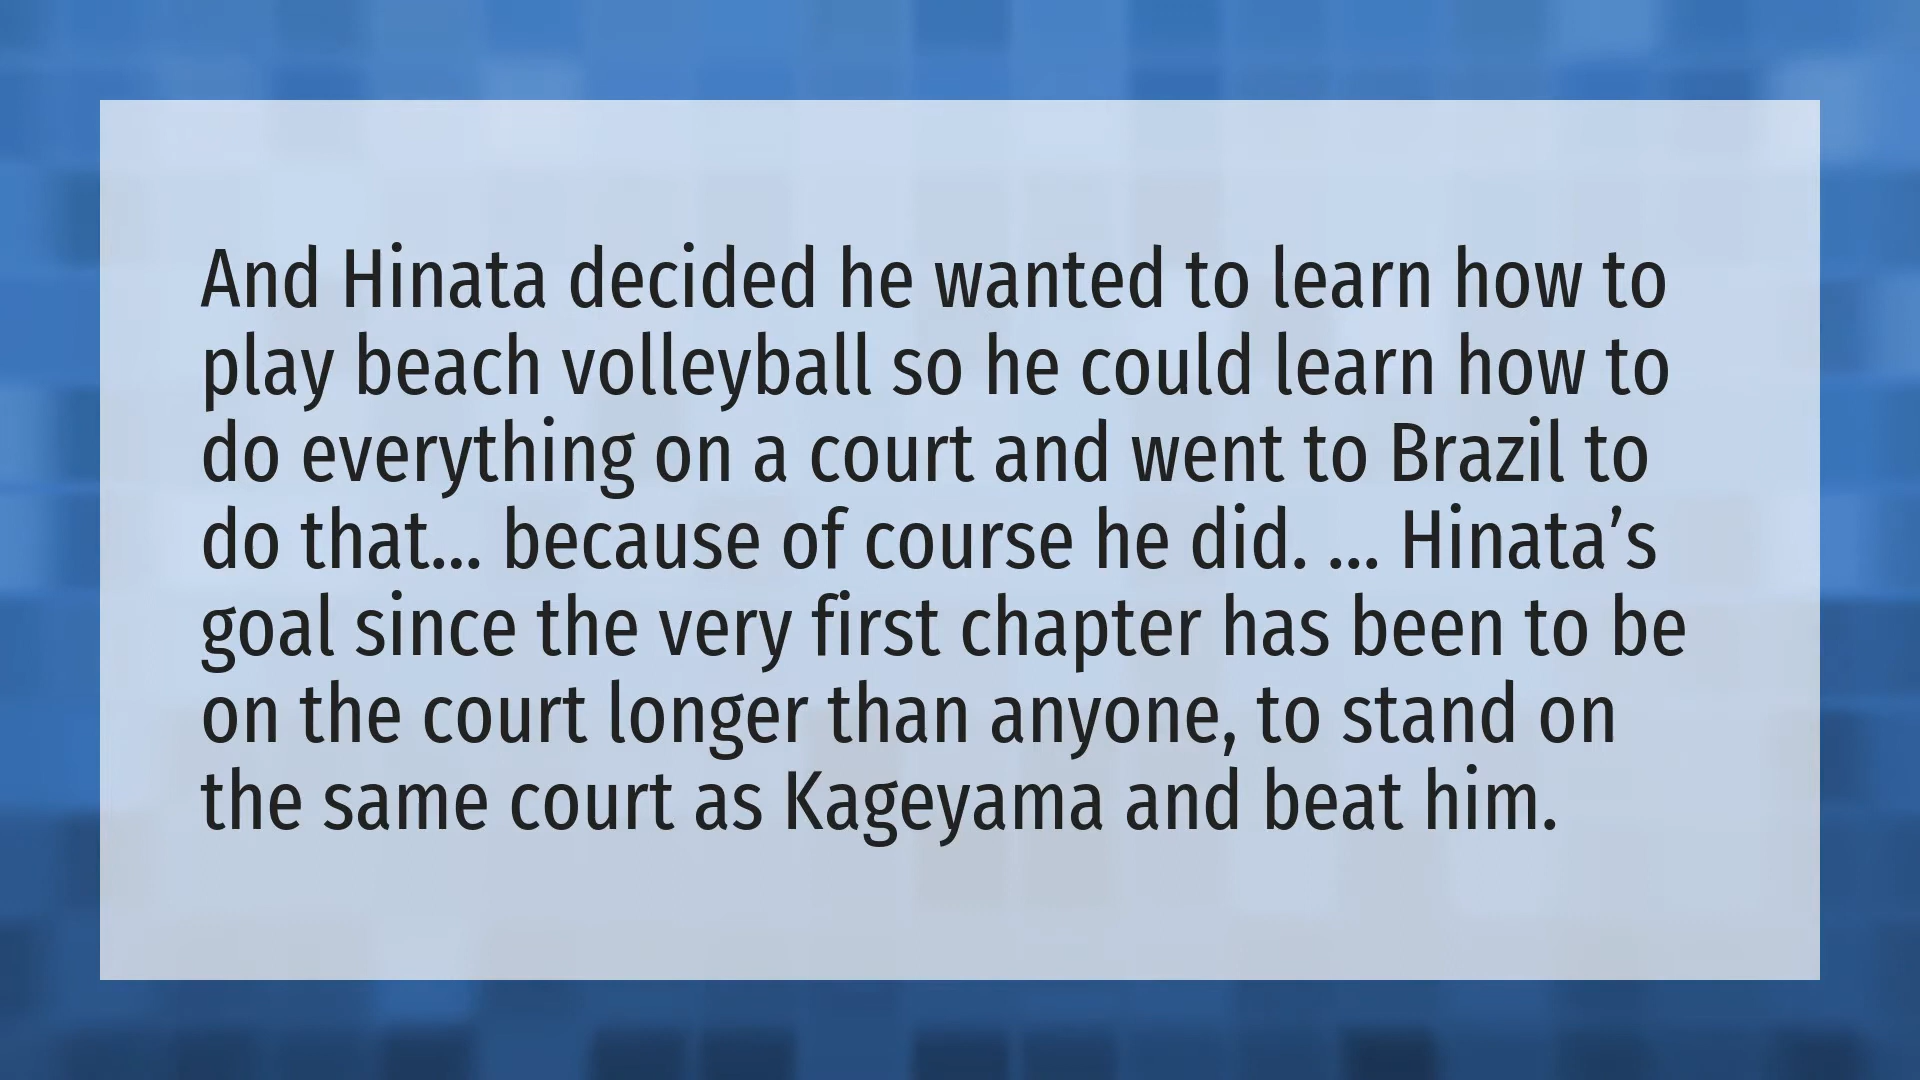 And Hinata decided he wanted to learn how to
play beach volleyball so he could learn how to
do everything on a court and went to Brazil to
do that... because of course he did. ... Hinata’s
goal since the very first chapter has been to be
on the court longer than anyone, to stand on
the same court as Kageyama and beat him.